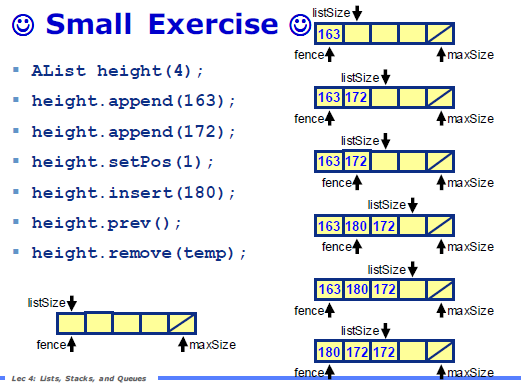 ☺ Small Exercise ☺
AList height(4);
height.append(163);
height.append(172);
height.setPos(1);
height.insert(180);
height.prev();
height.remove(temp);
listSize
fence
maxSize
listSize
163
fence
maxSize
listSize
163 172
fence
maxSize
listSize
163 172
fence
maxSize
listSize
163 180 172
fence
maxSize
listSize
163 180 172
fence
maxSize
listSize
180 172 172
fence
maxSize
Lec 4: Lists, Stacks, and Queues